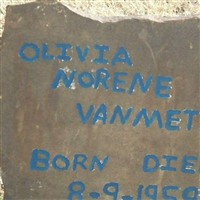 OLIVIA
NORENE
VANMET
BORN DIE
8-9-1959